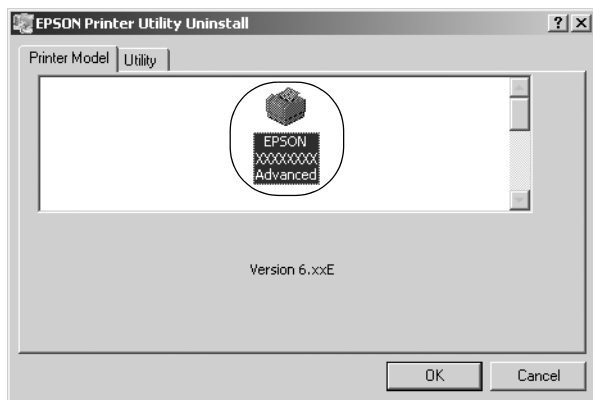 EPSON Printer Utility Uninstall
Printer Model
Utility
EPSON
XXXXXXXX
Advanced
Version 6.xxE
OK
Cancel